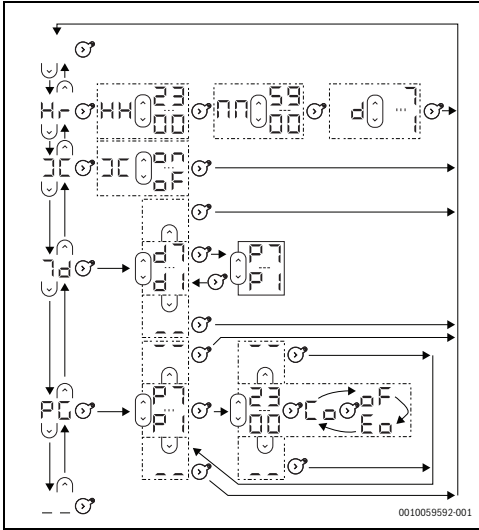 Hr HH 23 ... 00 nn 59 ... 00 d ... 7
JC JC on oF
7d d7 ... d1 P7 ... P1
_ _
_ _ _ _
PG P7 ... P1 23 ... 00 Co oF Eo
_ _ _ _
_ _
0010059592-001